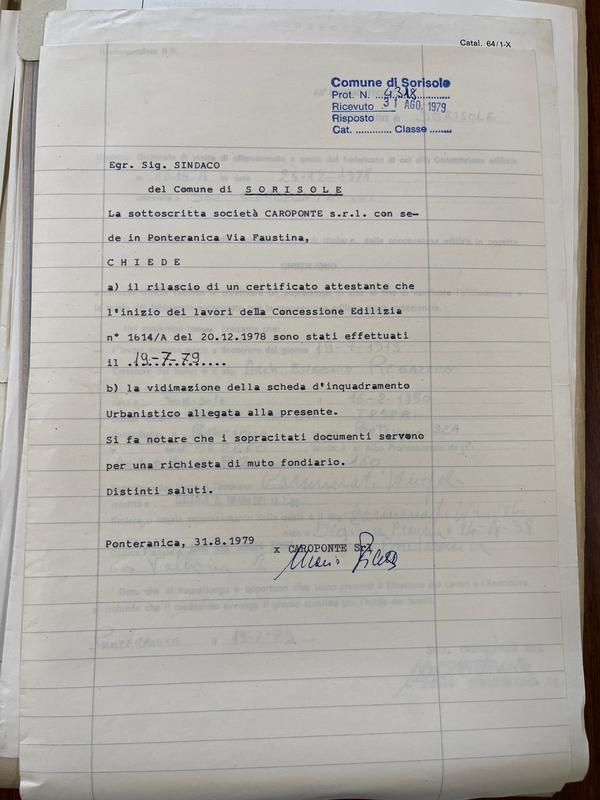 Catal. 64/1-X
Comune di Sorisole
Prot. N. ...4318...........
Ricevuto 31 AGO. 1979
Risposto
Cat. ............ Classe ........
Egr. Sig. SINDACO
del Comune di S O R I S O L E
La sottoscritta società CAROPONTE s.r.l. con se-
de in Ponteranica Via Faustina,
C H I E D E
a) il rilascio di un certificato attestante che
l'inizio dei lavori della Concessione Edilizia
n° 1614/A del 20.12.1978 sono stati effettuati
il ..19-7-79............
b) la vidimazione della scheda d'inquadramento
Urbanistico allegata alla presente.
Si fa notare che i sopracitati documenti servono
per una richiesta di muto fondiario.
Distinti saluti.
Ponteranica, 31.8.1979
x CAROPONTE Srl
Mario